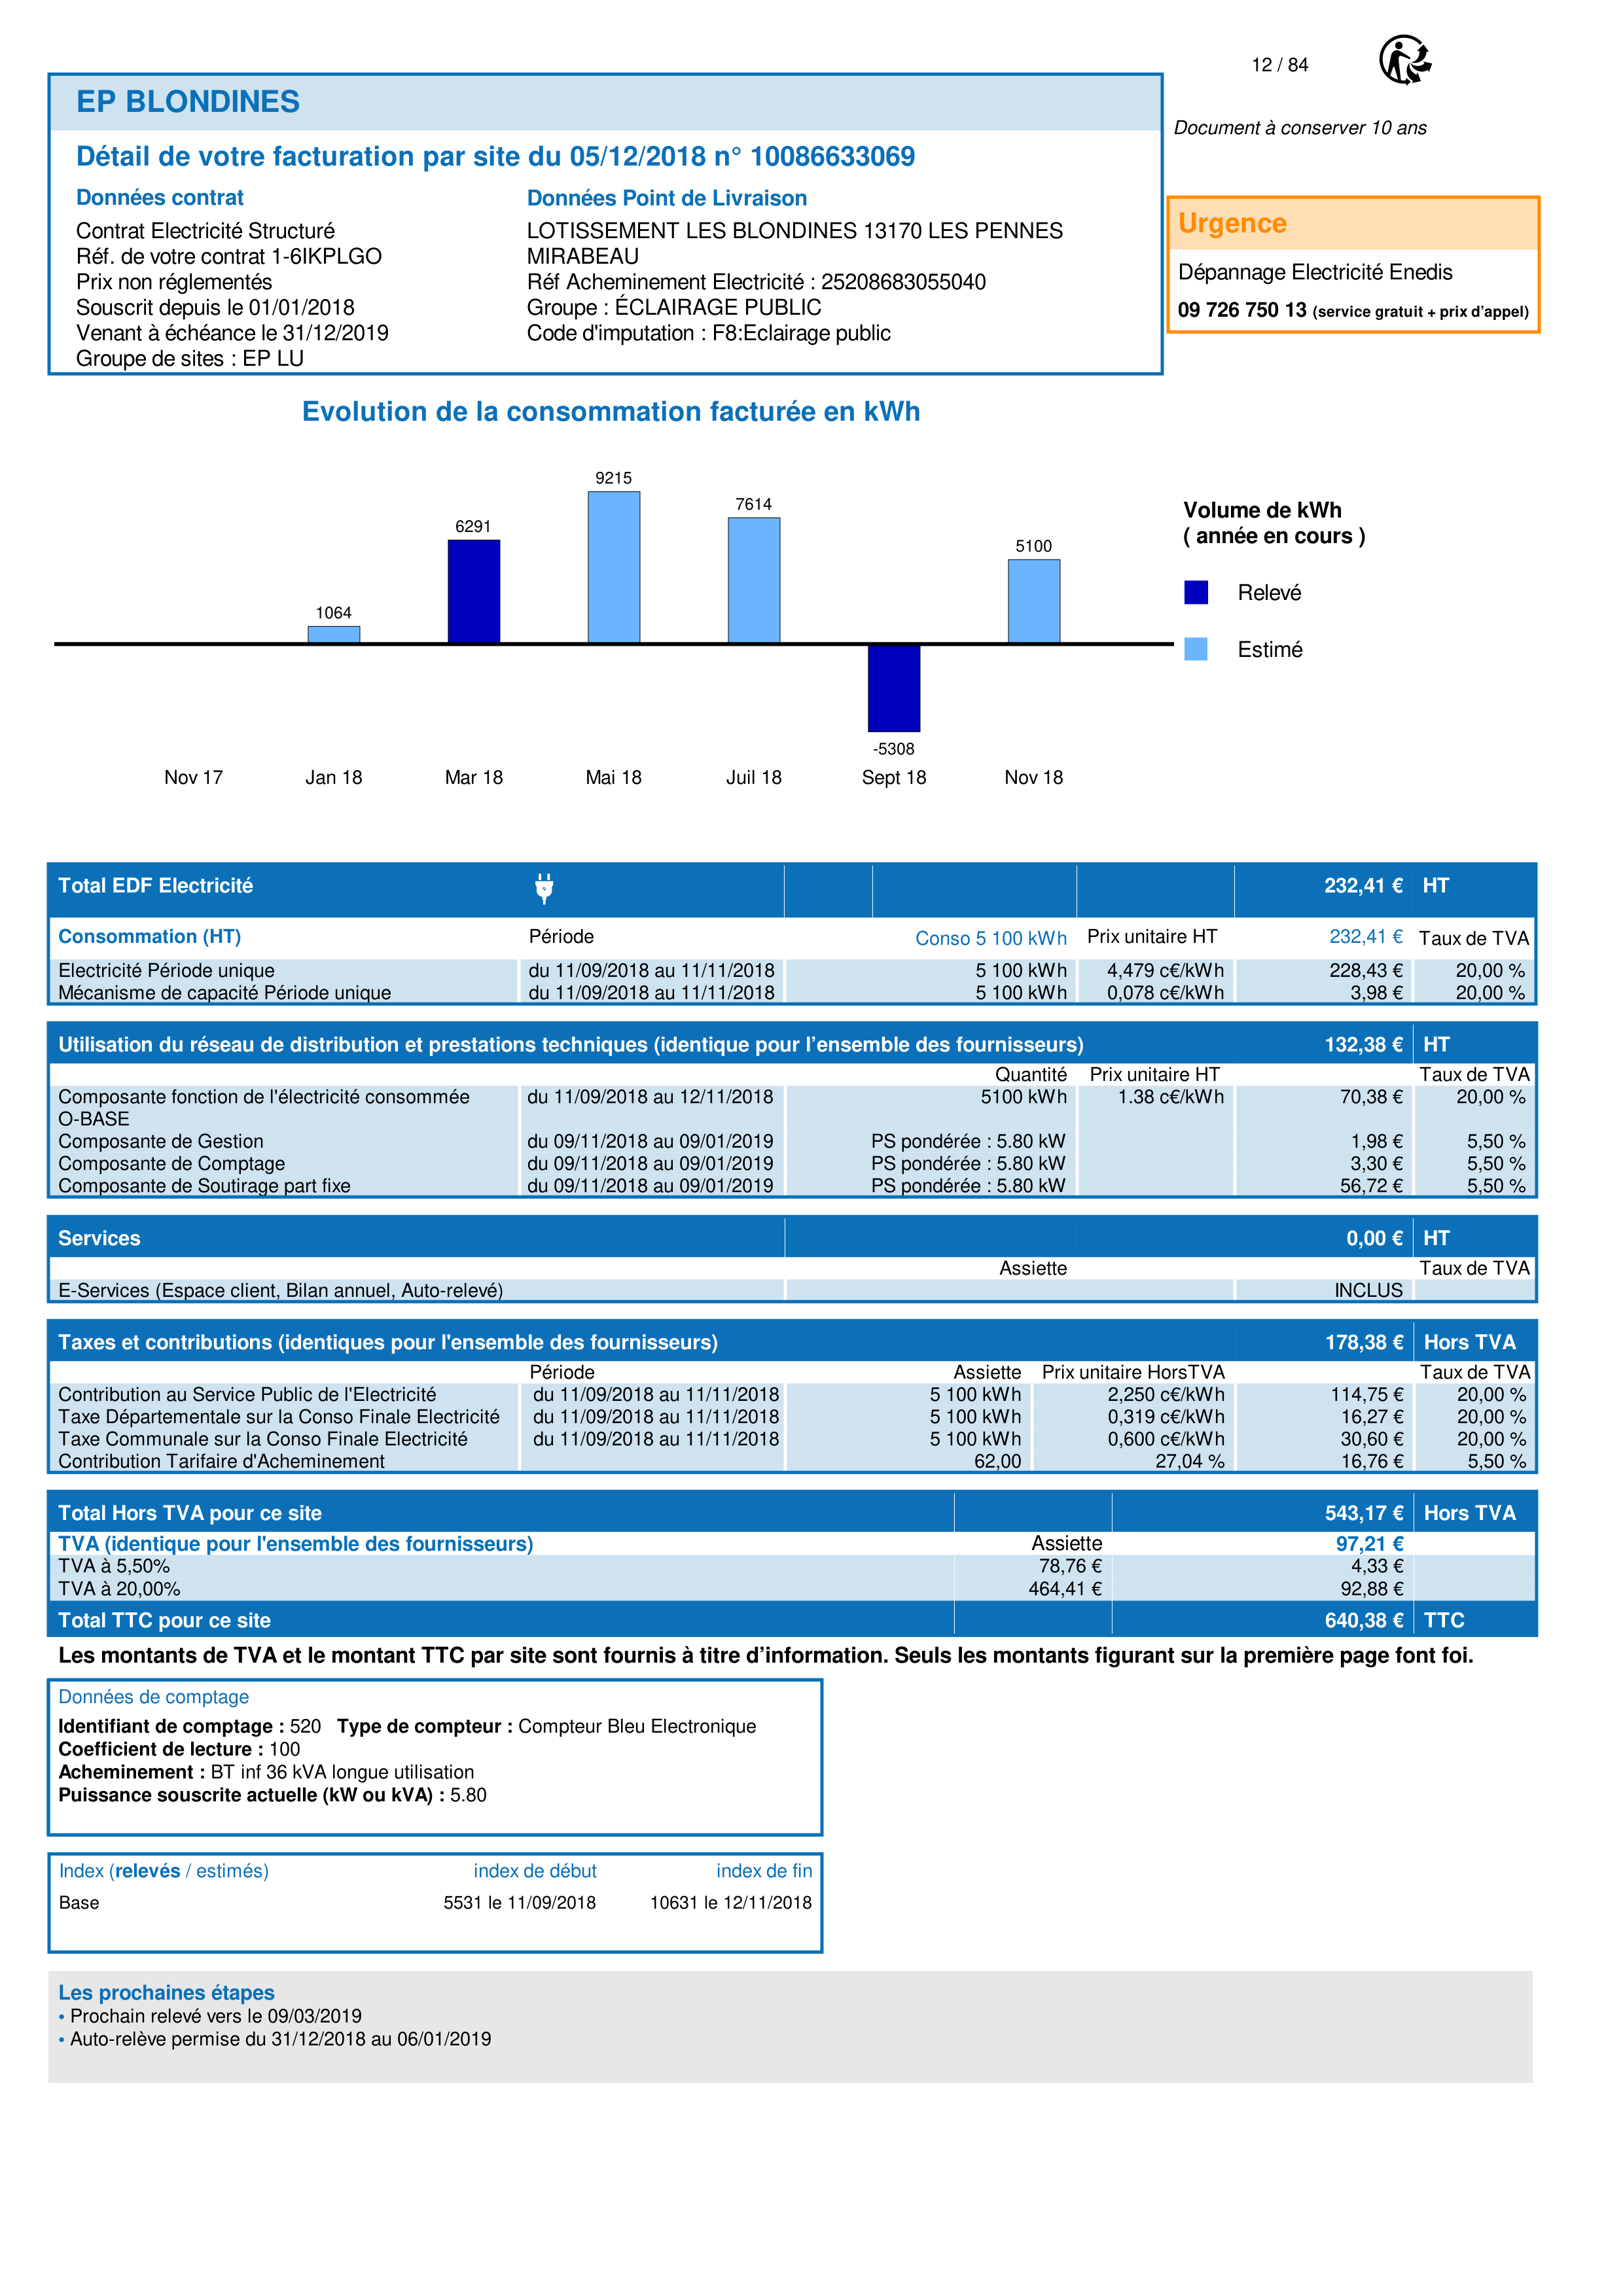 12 / 84
EP BLONDINES
Document à conserver 10 ans
Détail de votre facturation par site du 05/12/2018 n° 10086633069
Données contrat
Contrat Electricité Structuré
Réf. de votre contrat 1-6IKPLGO
Prix non réglementés
Souscrit depuis le 01/01/2018
Venant à échéance le 31/12/2019
Groupe de sites : EP LU
Données Point de Livraison
LOTISSEMENT LES BLONDINES 13170 LES PENNES
MIRABEAU
Réf Acheminement Electricité : 25208683055040
Groupe : ÉCLAIRAGE PUBLIC
Code d'imputation : F8:Eclairage public
Urgence
Dépannage Electricité Enedis
09 726 750 13 (service gratuit + prix d’appel)
Evolution de la consommation facturée en kWh
1064
6291
9215
7614
-5308
5100
Nov 17 Jan 18 Mar 18 Mai 18 Juil 18 Sept 18 Nov 18
Volume de kWh
( année en cours )
Relevé
Estimé
Total EDF Electricité 232,41 € HT
Consommation (HT) Période Conso 5 100 kWh Prix unitaire HT 232,41 € Taux de TVA
Electricité Période unique du 11/09/2018 au 11/11/2018 5 100 kWh 4,479 c€/kWh 228,43 € 20,00 %
Mécanisme de capacité Période unique du 11/09/2018 au 11/11/2018 5 100 kWh 0,078 c€/kWh 3,98 € 20,00 %
Utilisation du réseau de distribution et prestations techniques (identique pour l’ensemble des fournisseurs) 132,38 € HT
Quantité Prix unitaire HT Taux de TVA
Composante fonction de l'électricité consommée du 11/09/2018 au 12/11/2018 5100 kWh 1.38 c€/kWh 70,38 € 20,00 %
O-BASE
Composante de Gestion du 09/11/2018 au 09/01/2019 PS pondérée : 5.80 kW 1,98 € 5,50 %
Composante de Comptage du 09/11/2018 au 09/01/2019 PS pondérée : 5.80 kW 3,30 € 5,50 %
Composante de Soutirage part fixe du 09/11/2018 au 09/01/2019 PS pondérée : 5.80 kW 56,72 € 5,50 %
Services 0,00 € HT
Assiette Taux de TVA
E-Services (Espace client, Bilan annuel, Auto-relevé) INCLUS
Taxes et contributions (identiques pour l'ensemble des fournisseurs) 178,38 € Hors TVA
Période Assiette Prix unitaire HorsTVA Taux de TVA
Contribution au Service Public de l'Electricité du 11/09/2018 au 11/11/2018 5 100 kWh 2,250 c€/kWh 114,75 € 20,00 %
Taxe Départementale sur la Conso Finale Electricité du 11/09/2018 au 11/11/2018 5 100 kWh 0,319 c€/kWh 16,27 € 20,00 %
Taxe Communale sur la Conso Finale Electricité du 11/09/2018 au 11/11/2018 5 100 kWh 0,600 c€/kWh 30,60 € 20,00 %
Contribution Tarifaire d'Acheminement 62,00 27,04 % 16,76 € 5,50 %
Total Hors TVA pour ce site 543,17 € Hors TVA
TVA (identique pour l'ensemble des fournisseurs) Assiette 97,21 €
TVA à 5,50% 78,76 € 4,33 €
TVA à 20,00% 464,41 € 92,88 €
Total TTC pour ce site 640,38 € TTC
Les montants de TVA et le montant TTC par site sont fournis à titre d’information. Seuls les montants figurant sur la première page font foi.
Données de comptage
Identifiant de comptage : 520 Type de compteur : Compteur Bleu Electronique
Coefficient de lecture : 100
Acheminement : BT inf 36 kVA longue utilisation
Puissance souscrite actuelle (kW ou kVA) : 5.80
Index (relevés / estimés) index de début index de fin
Base 5531 le 11/09/2018 10631 le 12/11/2018
Les prochaines étapes
• Prochain relevé vers le 09/03/2019
• Auto-relève permise du 31/12/2018 au 06/01/2019